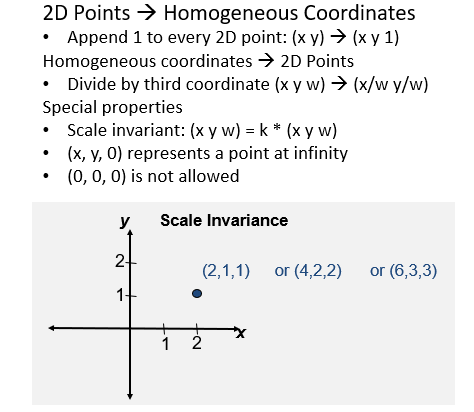 2D Points → Homogeneous Coordinates
• Append 1 to every 2D point: (x y) → (x y 1)
Homogeneous coordinates → 2D Points
• Divide by third coordinate (x y w) → (x/w y/w)
Special properties
• Scale invariant: (x y w) = k * (x y w)
• (x, y, 0) represents a point at infinity
• (0, 0, 0) is not allowed
y Scale Invariance
2
(2,1,1) or (4,2,2) or (6,3,3)
1
x
1 2